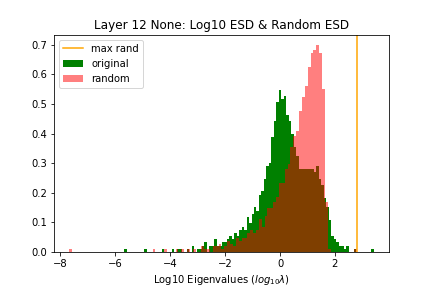 Layer 12 None: Log10 ESD & Random ESD
max rand
original
random
0.7
0.6
0.5
0.4
0.3
0.2
0.1
0.0
−8 −6 −4 −2 0 2
Log10 Eigenvalues (log₁₀λ)